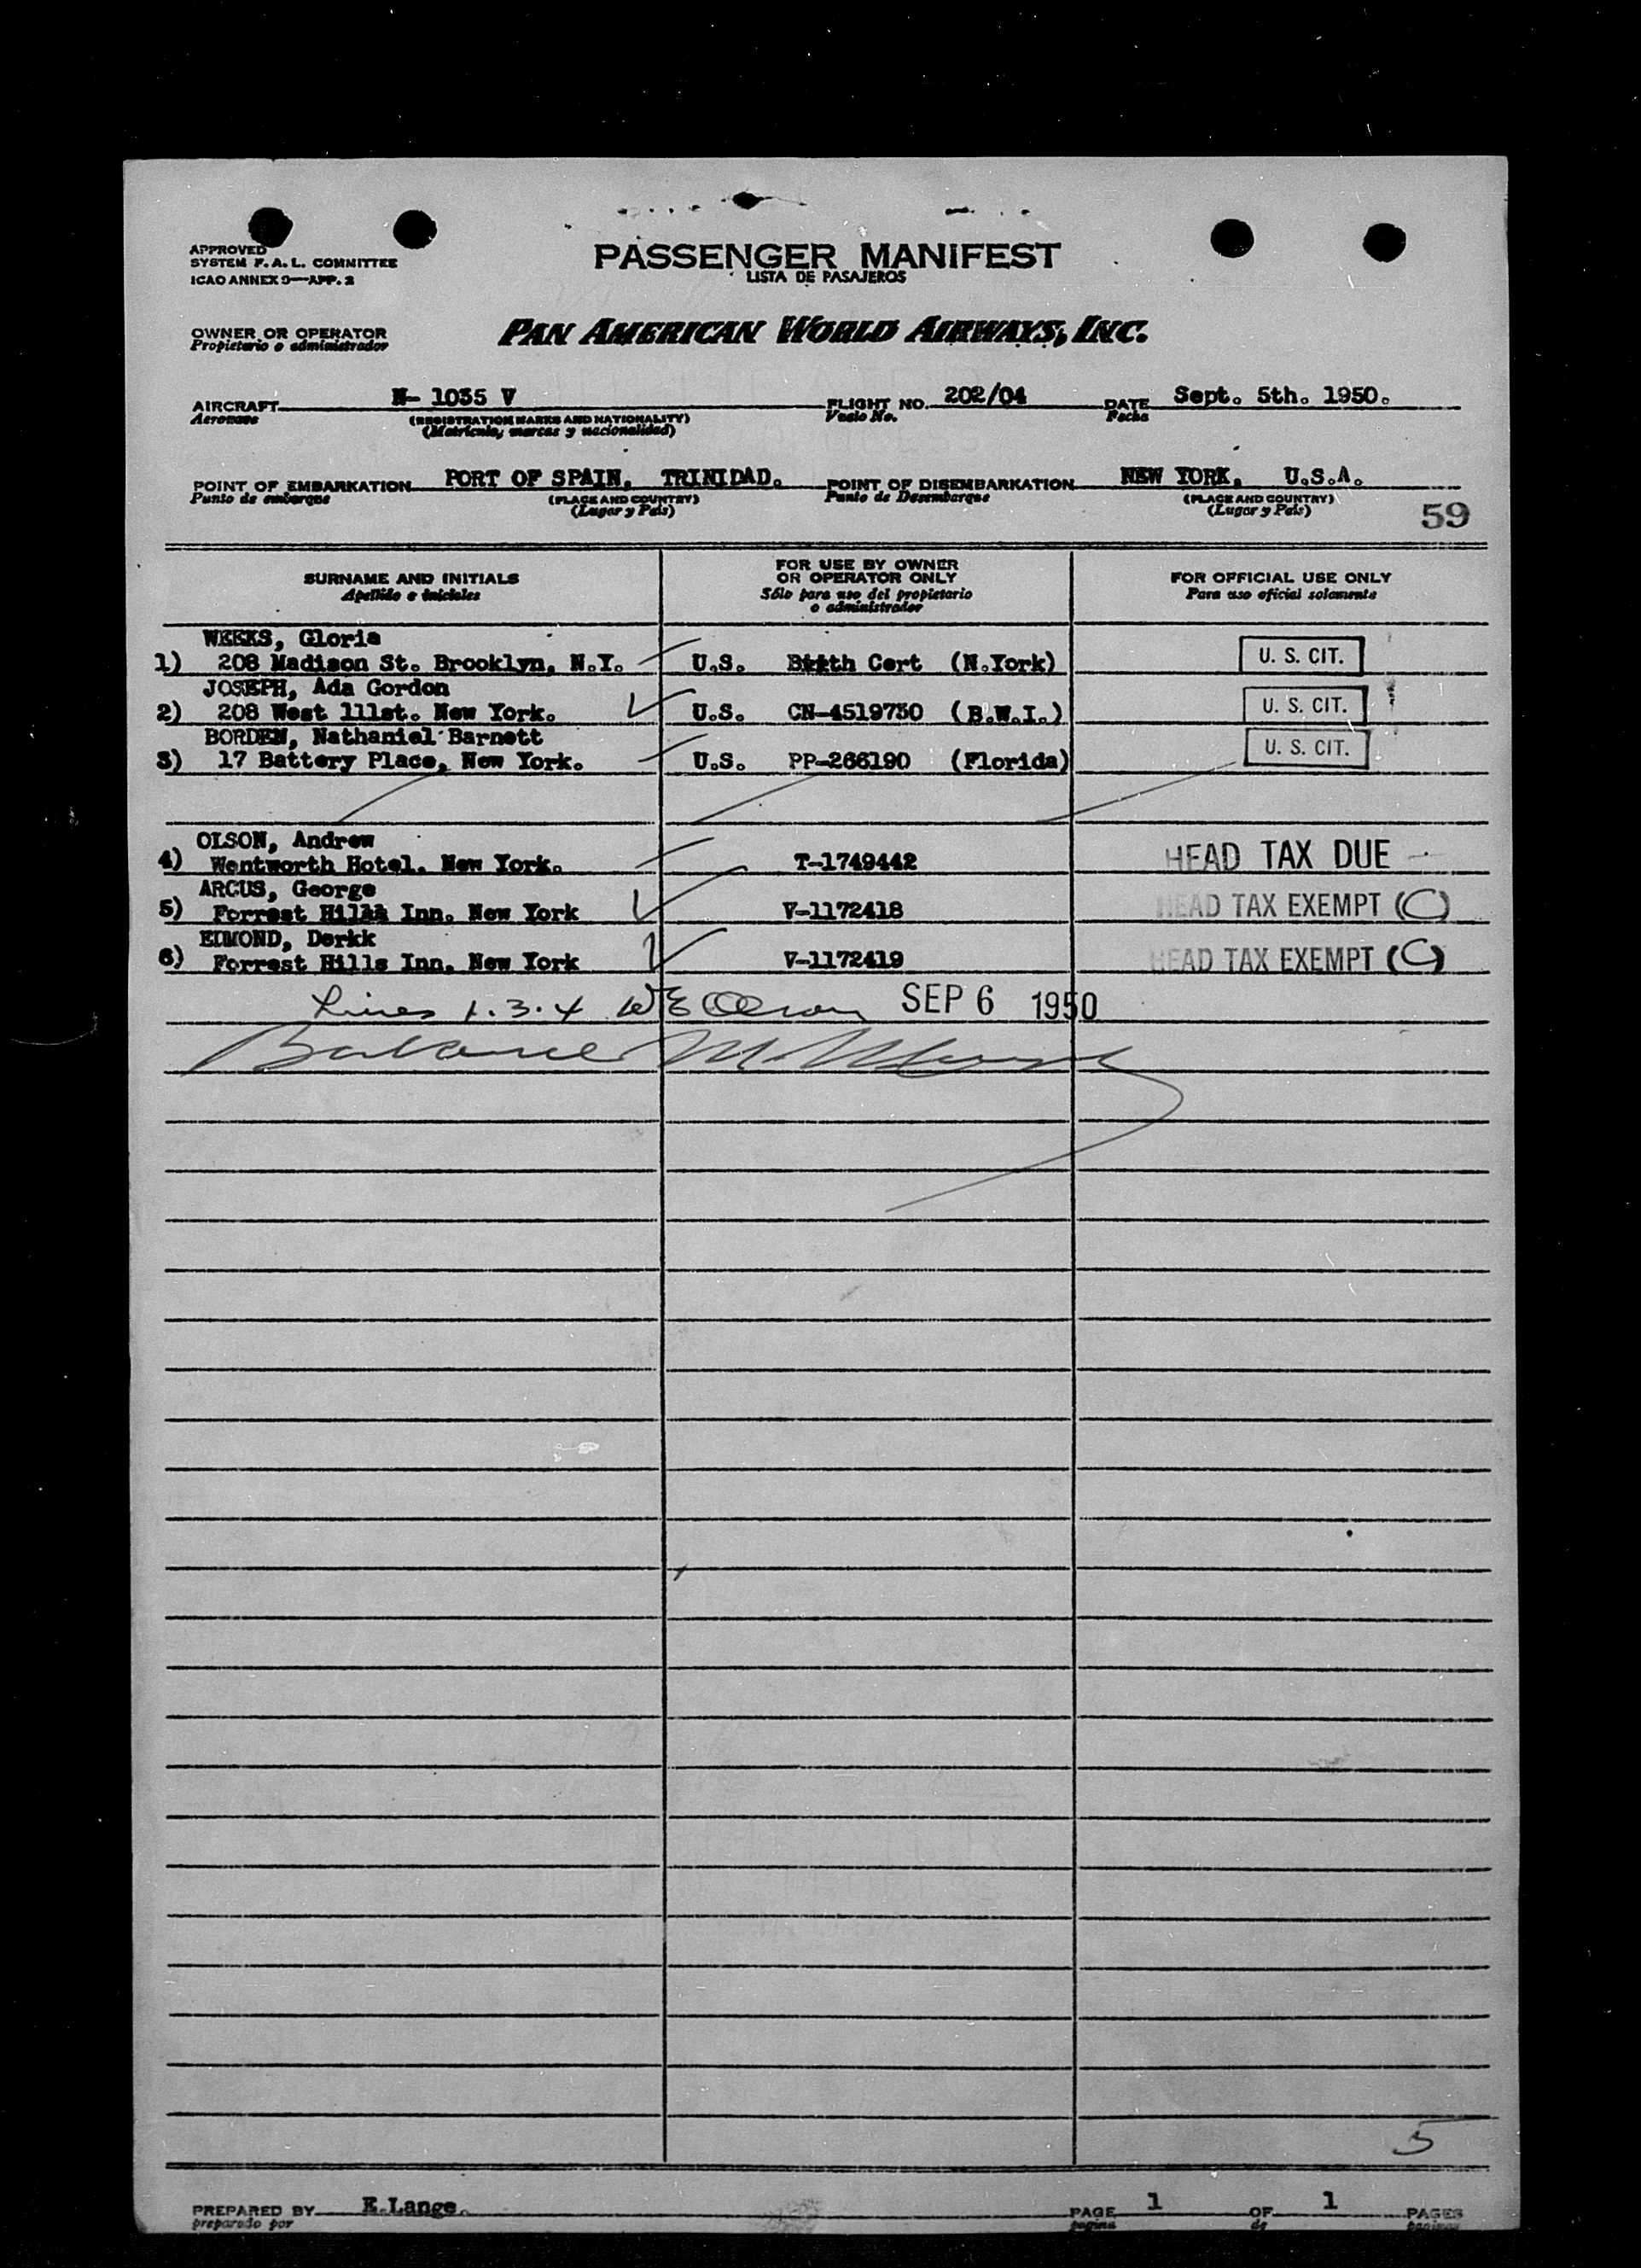 APPROVED
SYSTEM F. A. L. COMMITTEE
ICAO ANNEX 9—APP. 2
PASSENGER MANIFEST
LISTA DE PASAJEROS
OWNER OR OPERATOR
Propietario o administrador
PAN AMERICAN WORLD AIRWAYS, INC.
AIRCRAFT N- 1035 V FLIGHT NO. 202/04 DATE Sept. 5th. 1950.
Aeronave (REGISTRATION MARKS AND NATIONALITY) Vuelo No. Fecha
(Matrícula, marcas y nacionalidad)
POINT OF EMBARKATION PORT OF SPAIN, TRINIDAD. POINT OF DISEMBARKATION NEW YORK, U.S.A.
Punto de embarque (PLACE AND COUNTRY) Punto de Desembarque (PLACE AND COUNTRY)
(Lugar y País) (Lugar y País)
59
SURNAME AND INITIALS
Apellido e iniciales
FOR USE BY OWNER
OR OPERATOR ONLY
Sólo para uso del propietario
o administrador
FOR OFFICIAL USE ONLY
Para uso oficial solamente
WEEKS, Gloria
1) 208 Madison St. Brooklyn, N.Y. U.S. Birth Cert (N.York) U. S. CIT.
JOSEPH, Ada Gordon
2) 208 West 111st. New York. U.S. CN-4519750 (B.W.I.) U. S. CIT.
BORDEN, Nathaniel Barnett
3) 17 Battery Place, New York. U.S. PP-266190 (Florida) U. S. CIT.
OLSON, Andrew
4) Wentworth Hotel. New York. T-1749442 HEAD TAX DUE
ARCUS, George
5) Forrest Hills Inn. New York V-1172418 HEAD TAX EXEMPT (C)
EIMOND, Derkk
6) Forrest Hills Inn. New York V-1172419 HEAD TAX EXEMPT (C)
Lines 1.3.4 WE Olson SEP 6 1950
Balance M
5
PREPARED BY E.Lange. PAGE 1 OF 1 PAGES
preparado por pagina de paginas